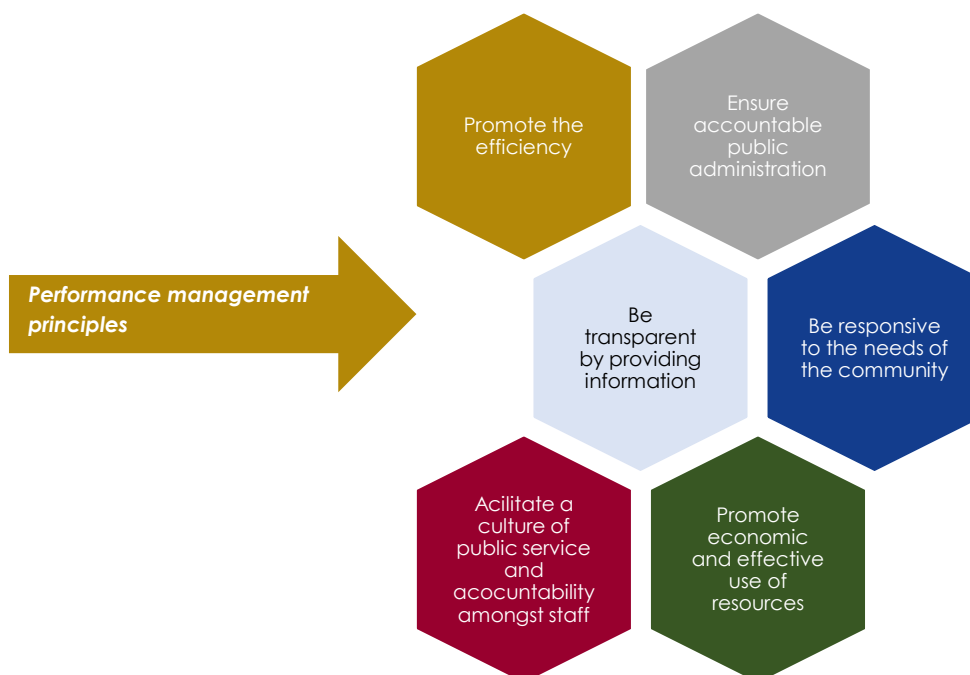 Promote the
efficiency
Ensure
accountable
public
administration
Performance management
principles
Be
transparent
by providing
information
Be responsive
to the needs of
the community
Acilitate a
culture of
public service
and
acocuntability
amongst staff
Promote
economic
and effective
use of
resources